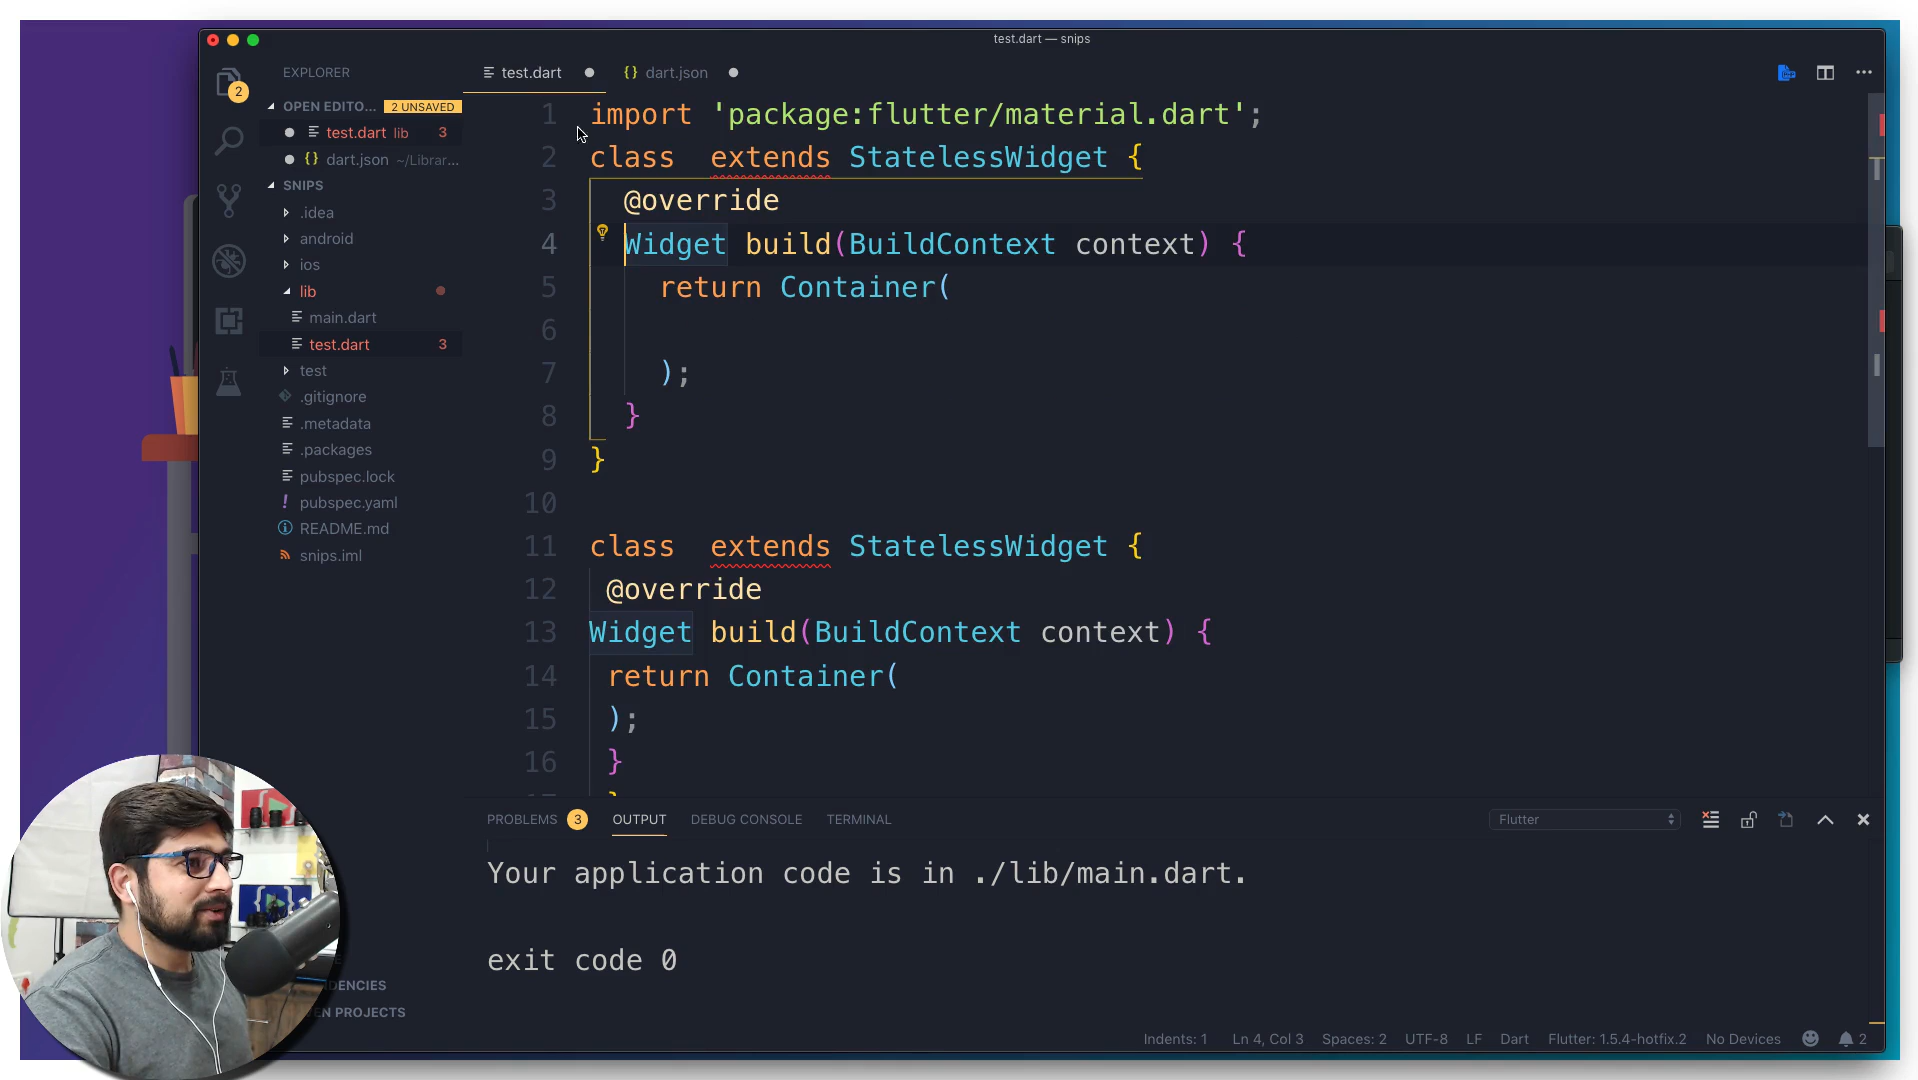 test.dart — snips
EXPLORER
test.dart
{} dart.json
2
OPEN EDITO... 2 UNSAVED
test.dart lib 3
{} dart.json ~/Librar...
SNIPS
.idea
android
ios
lib
main.dart
test.dart 3
test
.gitignore
.metadata
.packages
pubspec.lock
! pubspec.yaml
README.md
snips.iml
1 import 'package:flutter/material.dart';
2 class  extends StatelessWidget {
3 @override
4 Widget build(BuildContext context) {
5 return Container(
6
7 );
8 }
9 }
10
11 class  extends StatelessWidget {
12 @override
13 Widget build(BuildContext context) {
14 return Container(
15 );
16 }
PROBLEMS 3 OUTPUT DEBUG CONSOLE TERMINAL
Flutter
Your application code is in ./lib/main.dart.
exit code 0
DENCIES
EN PROJECTS
Indents: 1 Ln 4, Col 3 Spaces: 2 UTF-8 LF Dart Flutter: 1.5.4-hotfix.2 No Devices 2